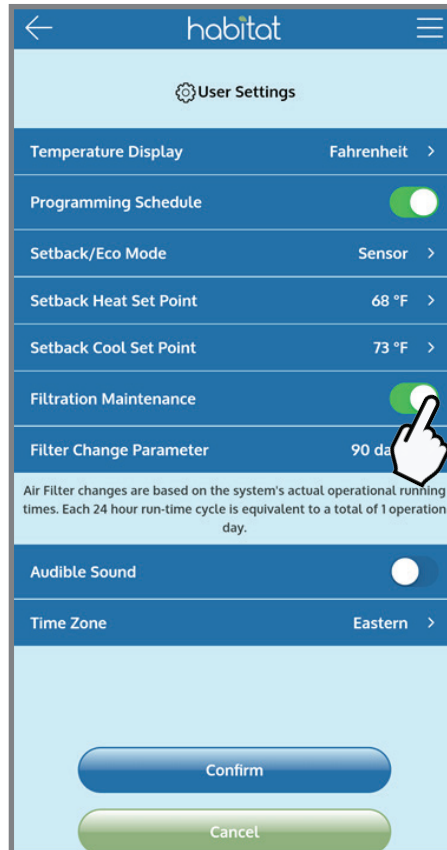 habitat
User Settings
Temperature Display Fahrenheit >
Programming Schedule
Setback/Eco Mode Sensor >
Setback Heat Set Point 68 °F >
Setback Cool Set Point 73 °F >
Filtration Maintenance
Filter Change Parameter 90
Air Filter changes are based on the system's actual operational running
times. Each 24 hour run-time cycle is equivalent to a total of 1 operation
day.
Audible Sound
Time Zone Eastern >
Confirm
Cancel